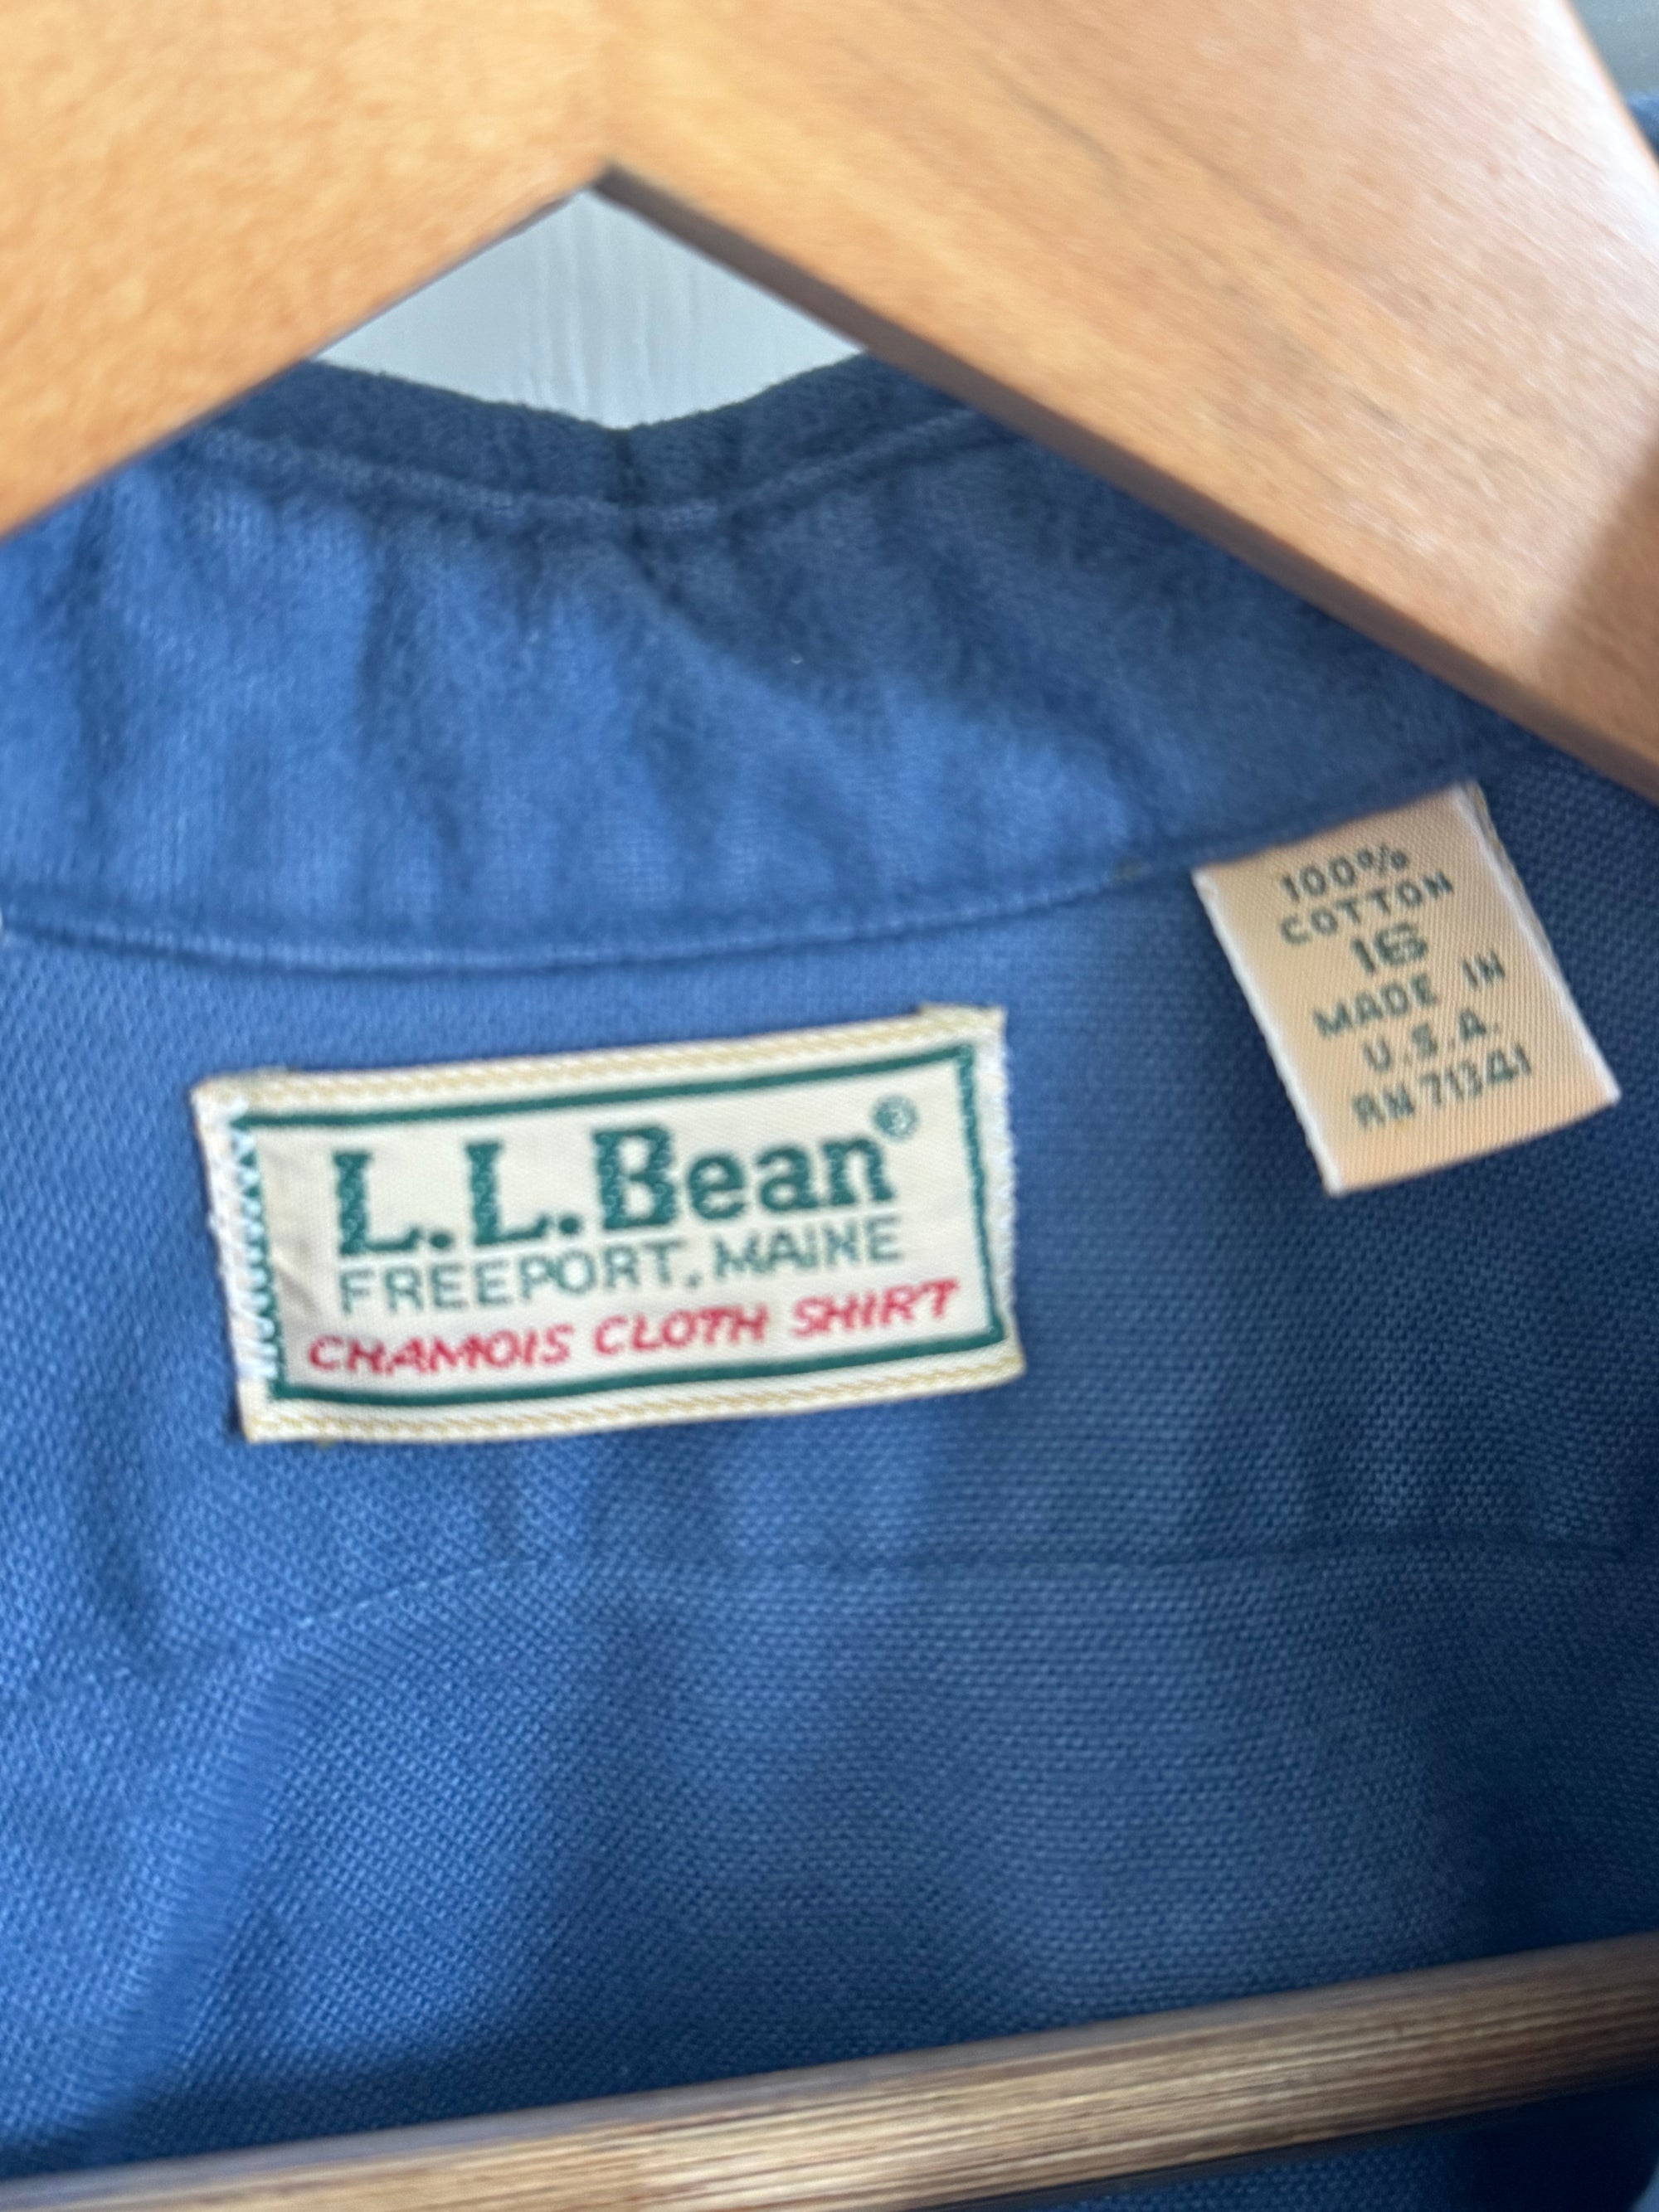 L.L.Bean®
FREEPORT, MAINE
CHAMOIS CLOTH SHIRT
100%
COTTON
16
MADE IN
U.S.A.
RN 71341